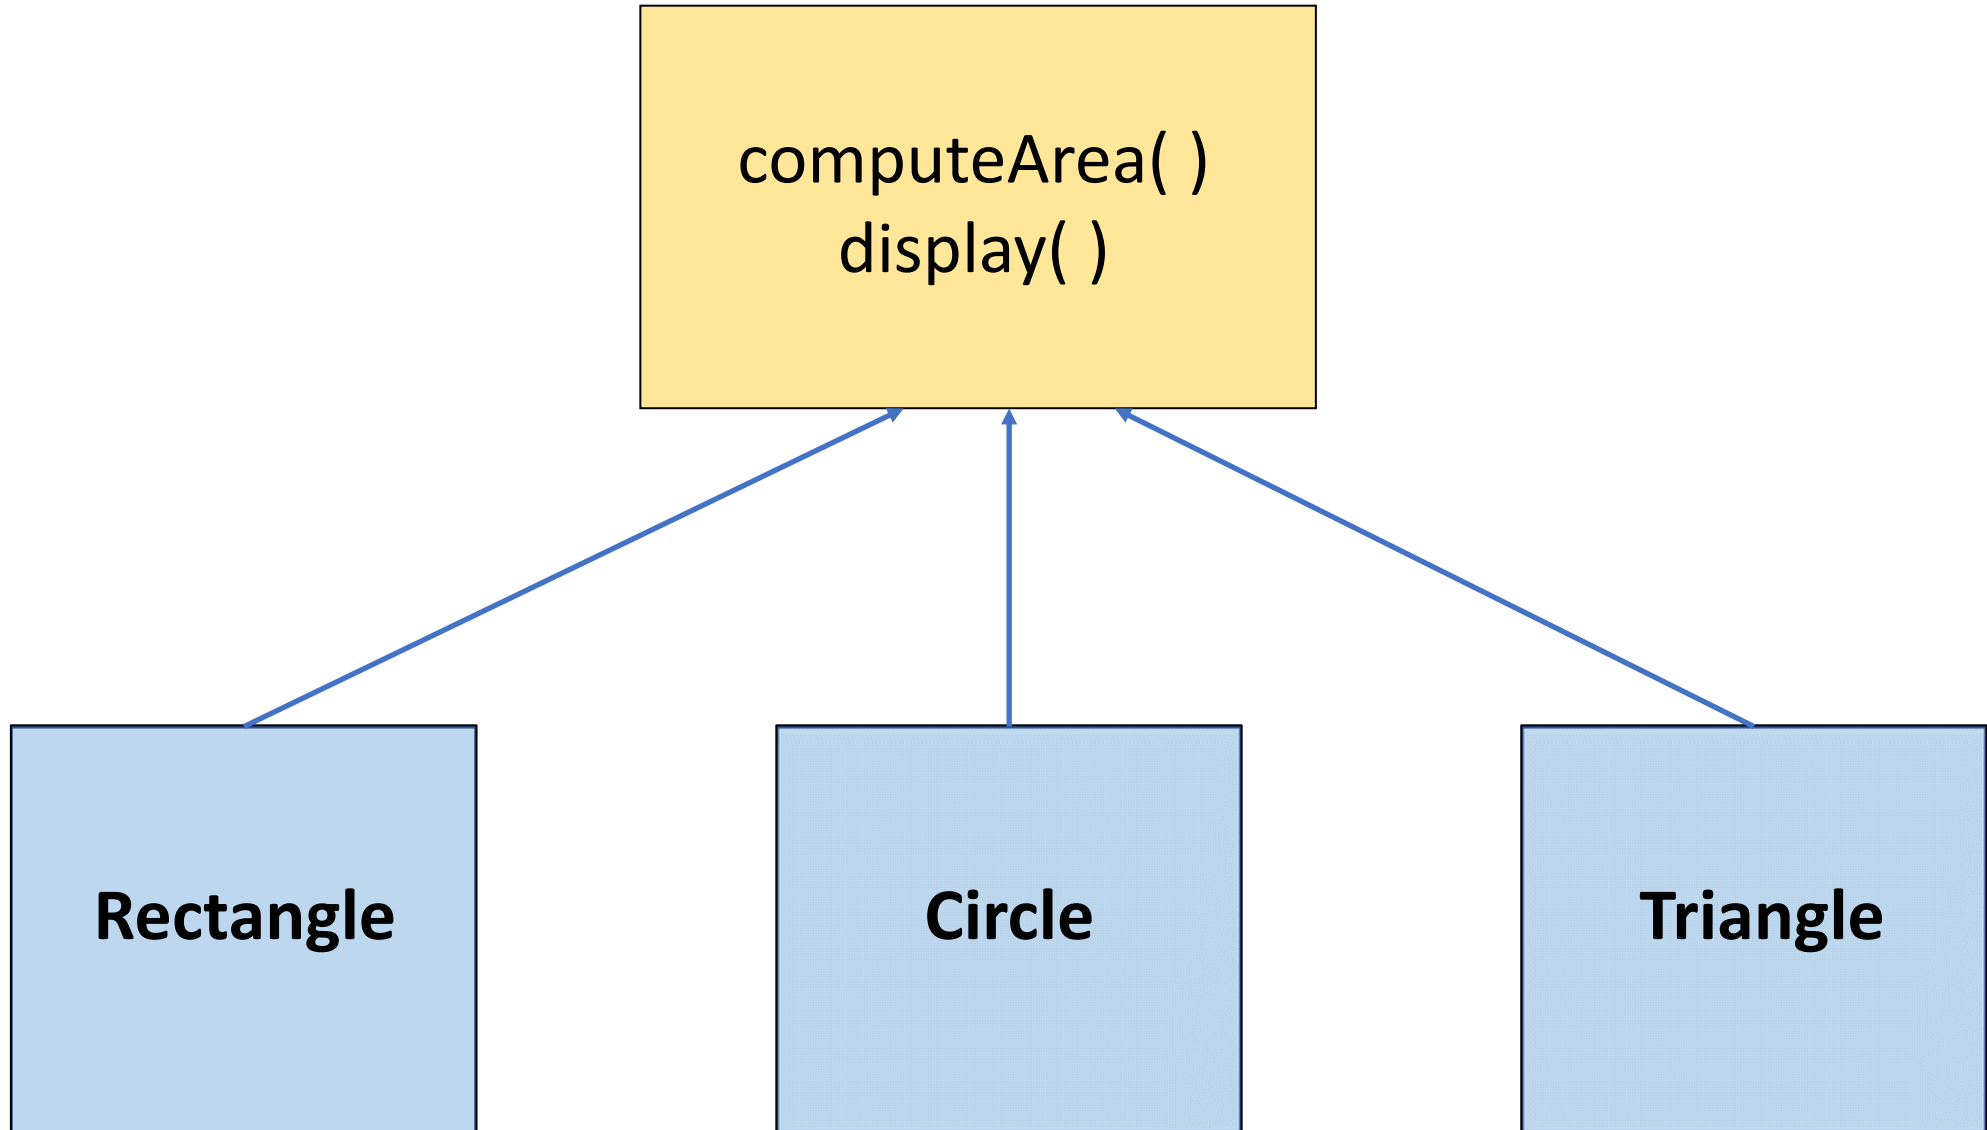 computeArea( )
display( )
Rectangle
Circle
Triangle